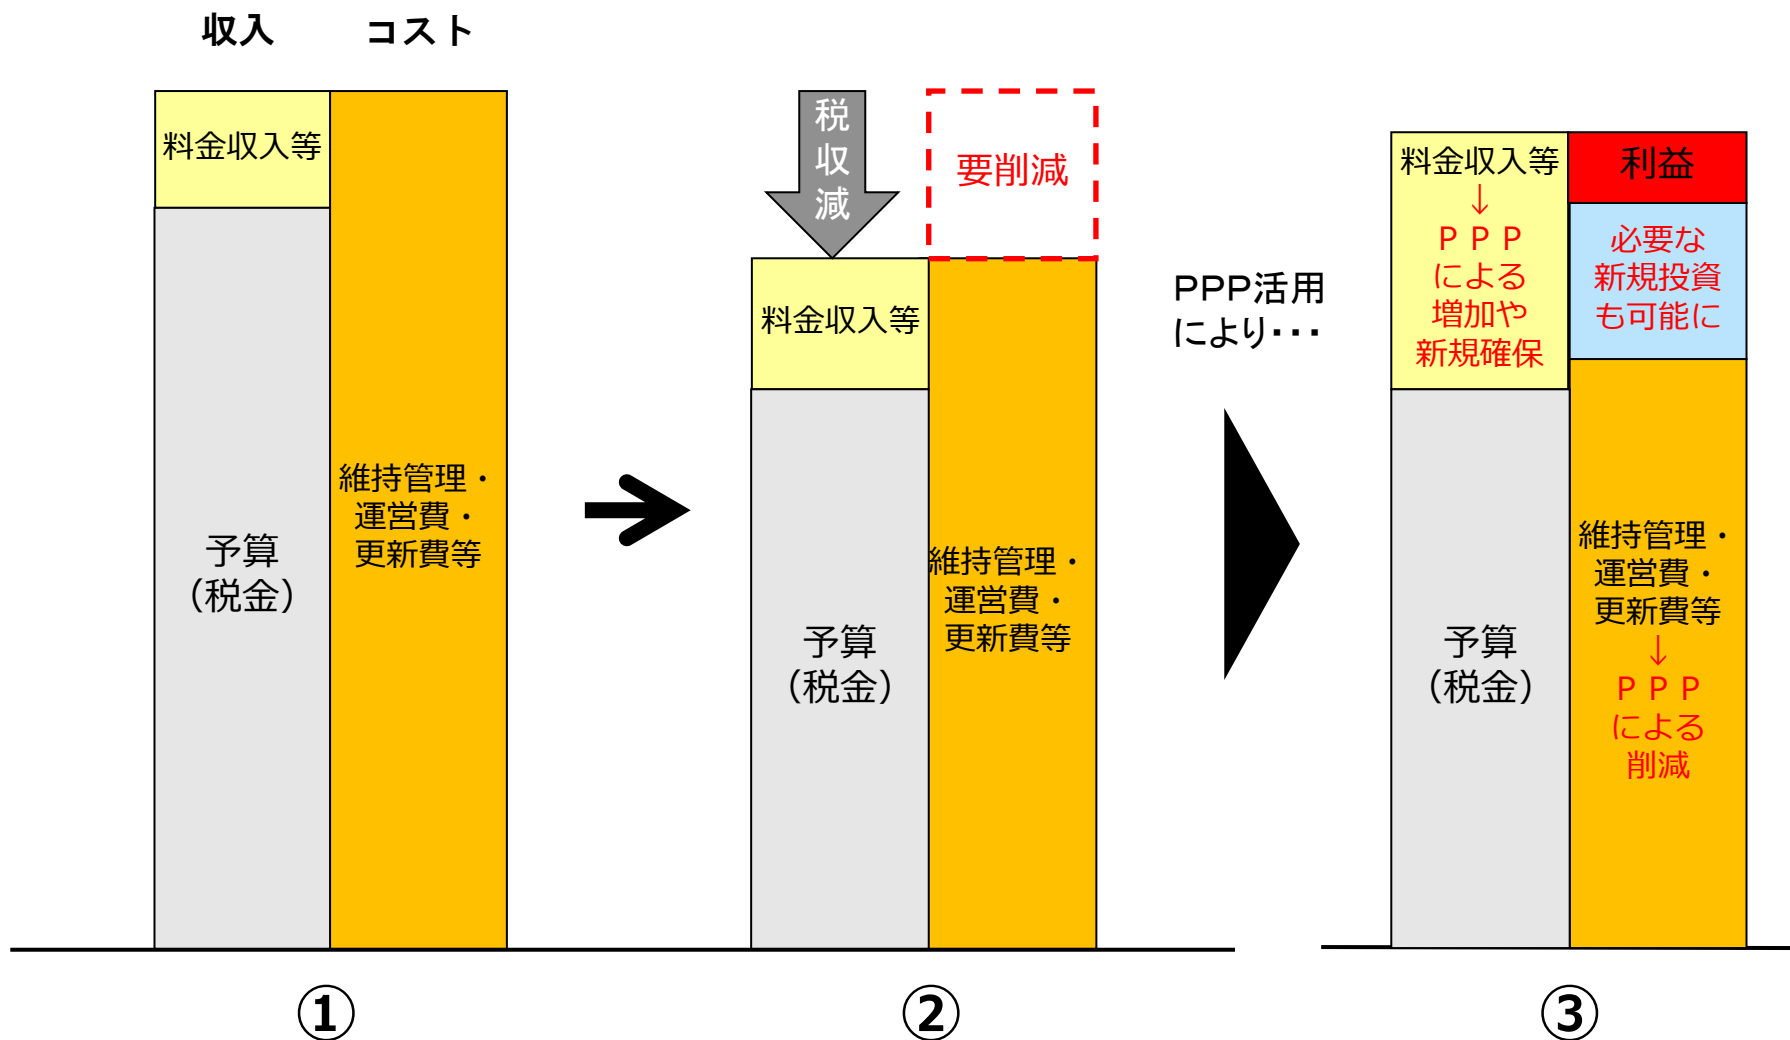 収入
コスト
料金収入等
予算
（税金）
維持管理・
運営費・
更新費等
①
税
収
減
要削減
料金収入等
予算
（税金）
維持管理・
運営費・
更新費等
②
PPP活用
により・・・
料金収入等
↓
ＰＰＰ
による
増加や
新規確保
予算
（税金）
利益
必要な
新規投資
も可能に
維持管理・
運営費・
更新費等
↓
ＰＰＰ
による
削減
③